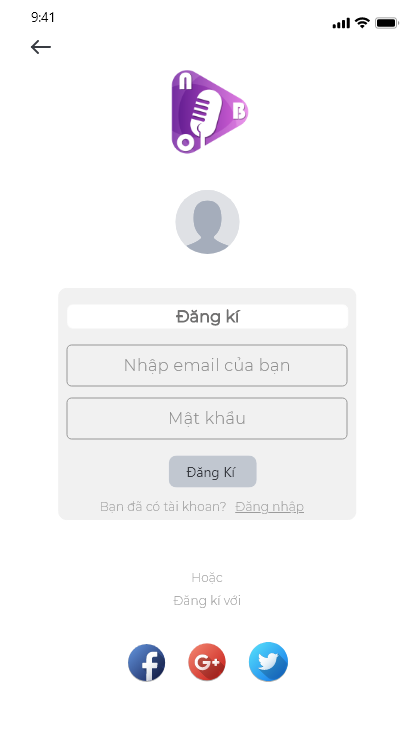 9:41
n
B
O
Đăng kí
Nhập email của bạn
Mật khẩu
Đăng Kí
Bạn đã có tài khoan? Đăng nhập
Hoặc
Đăng kí với
f
G+